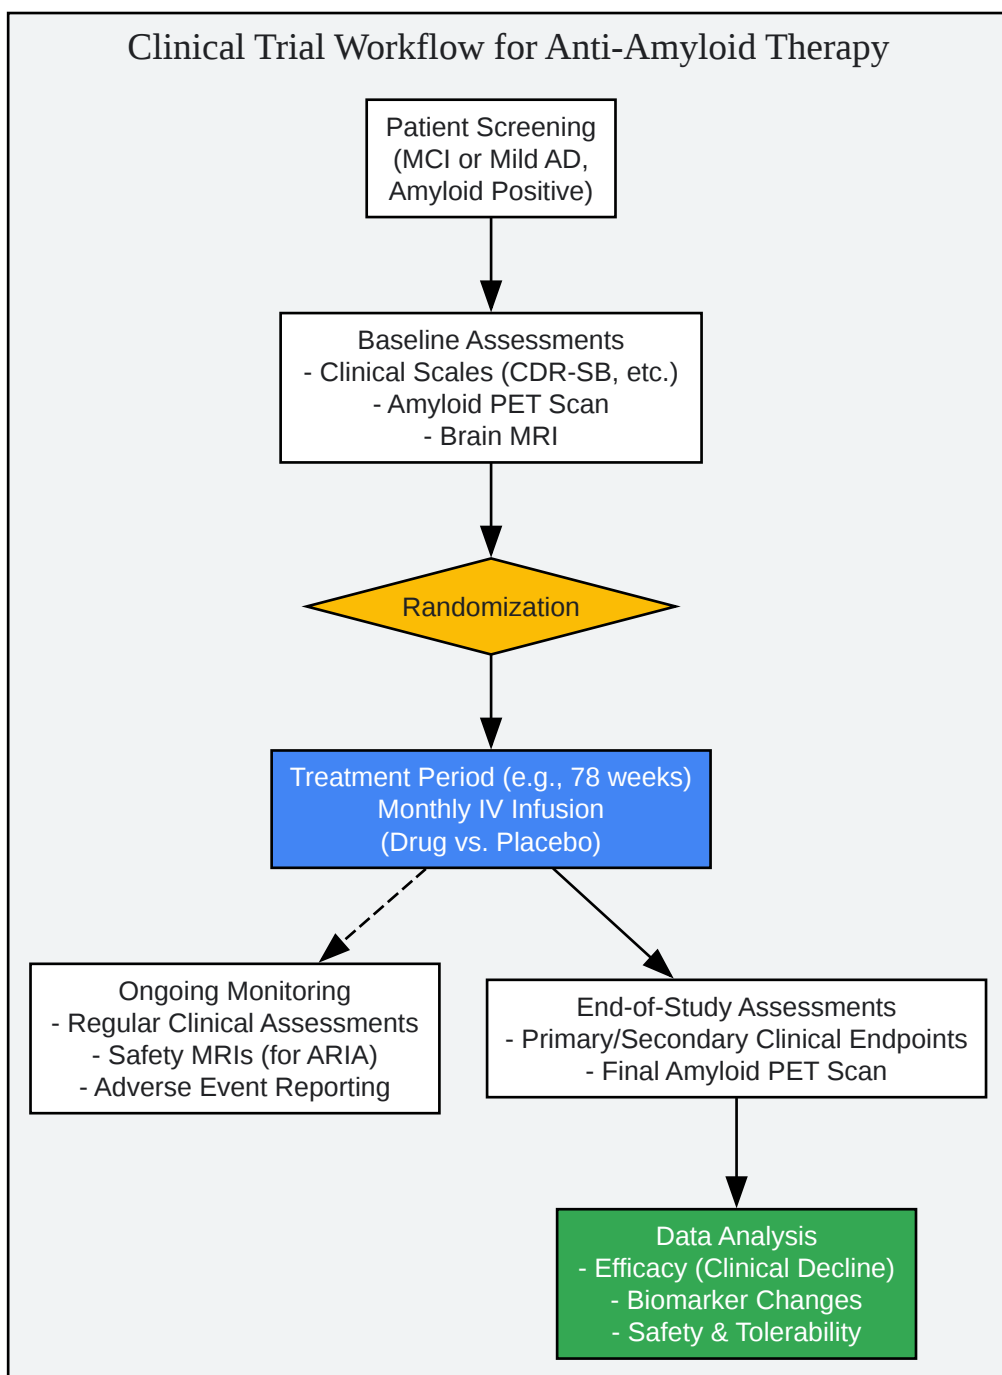 Clinical Trial Workflow for Anti-Amyloid Therapy
Patient Screening
(MCI or Mild AD,
Amyloid Positive)
Baseline Assessments
- Clinical Scales (CDR-SB, etc.)
- Amyloid PET Scan
- Brain MRI
Randomization
Treatment Period (e.g., 78 weeks)
Monthly IV Infusion
(Drug vs. Placebo)
Ongoing Monitoring
- Regular Clinical Assessments
- Safety MRIs (for ARIA)
- Adverse Event Reporting
End-of-Study Assessments
- Primary/Secondary Clinical Endpoints
- Final Amyloid PET Scan
Data Analysis
- Efficacy (Clinical Decline)
- Biomarker Changes
- Safety & Tolerability